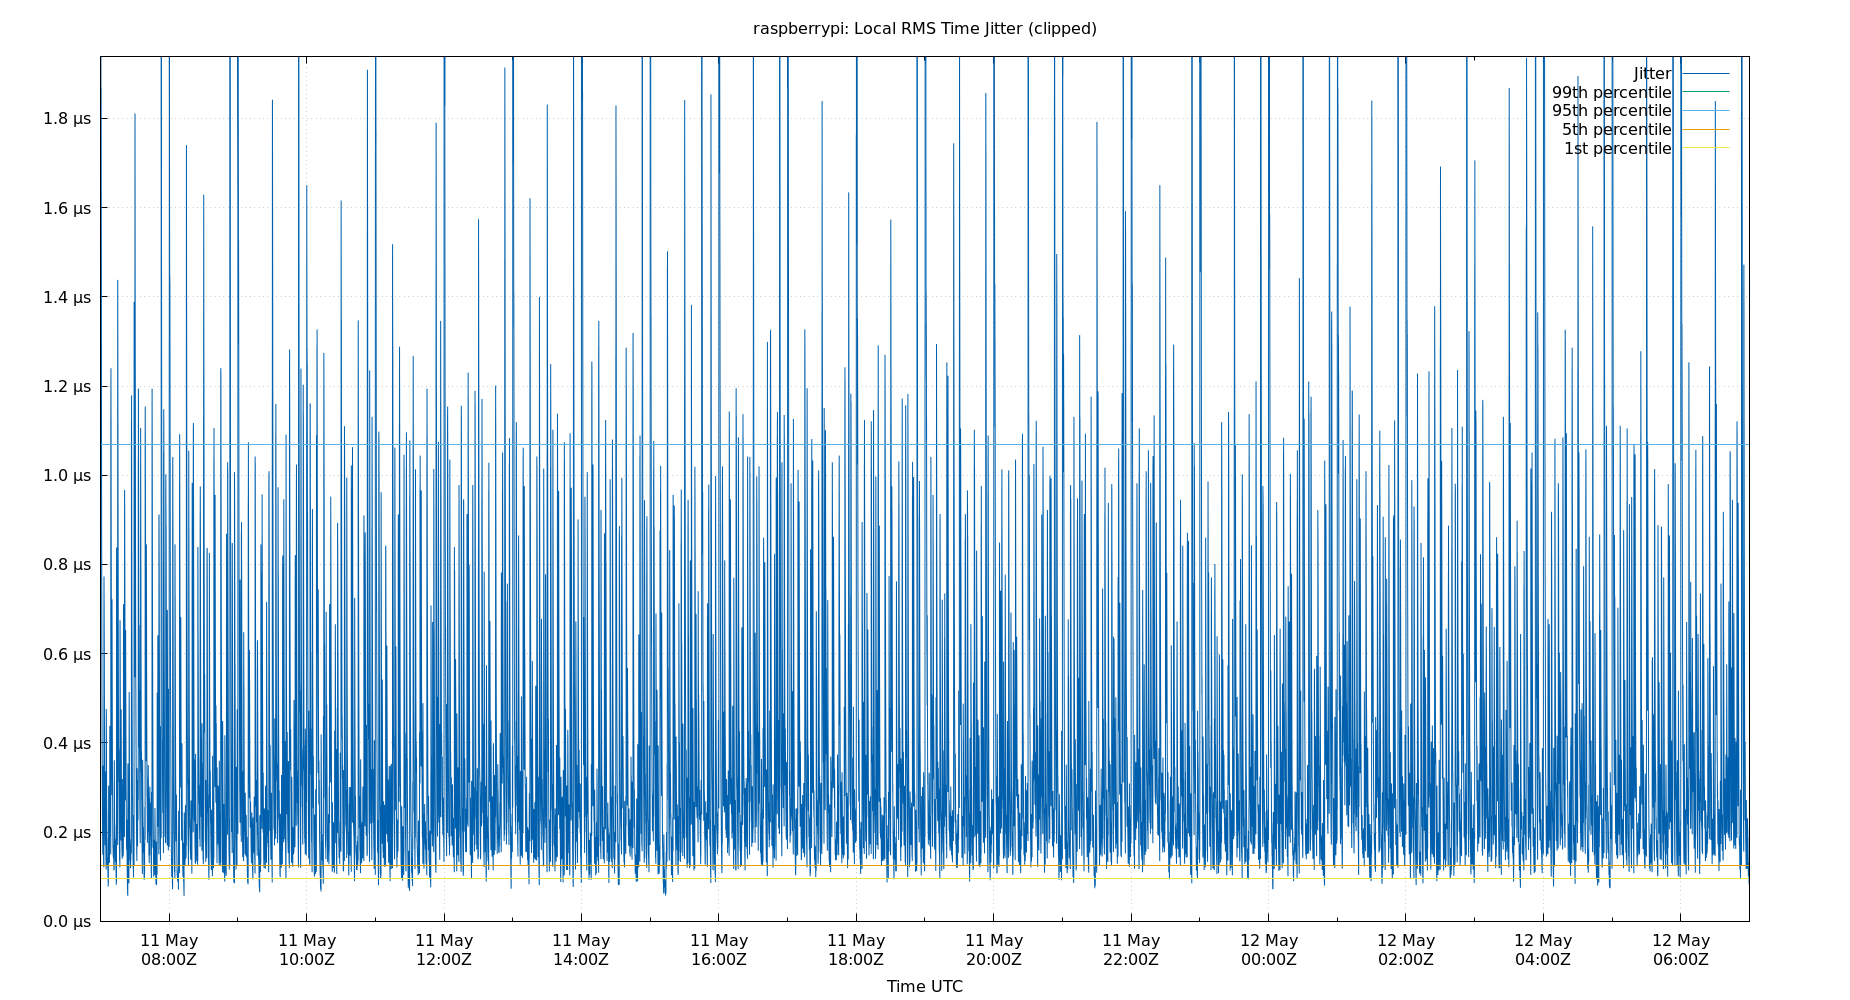 raspberrypi: Local RMS Time Jitter (clipped)
Jitter
99th percentile
95th percentile
5th percentile
1st percentile
1.8 µs
1.6 µs
1.4 µs
1.2 µs
1.0 µs
0.8 µs
0.6 µs
0.4 µs
0.2 µs
0.0 µs
11 May 11 May 11 May 11 May 11 May 11 May 11 May 11 May 12 May 12 May 12 May 12 May
08:00Z 10:00Z 12:00Z 14:00Z 16:00Z 18:00Z 20:00Z 22:00Z 00:00Z 02:00Z 04:00Z 06:00Z
Time UTC